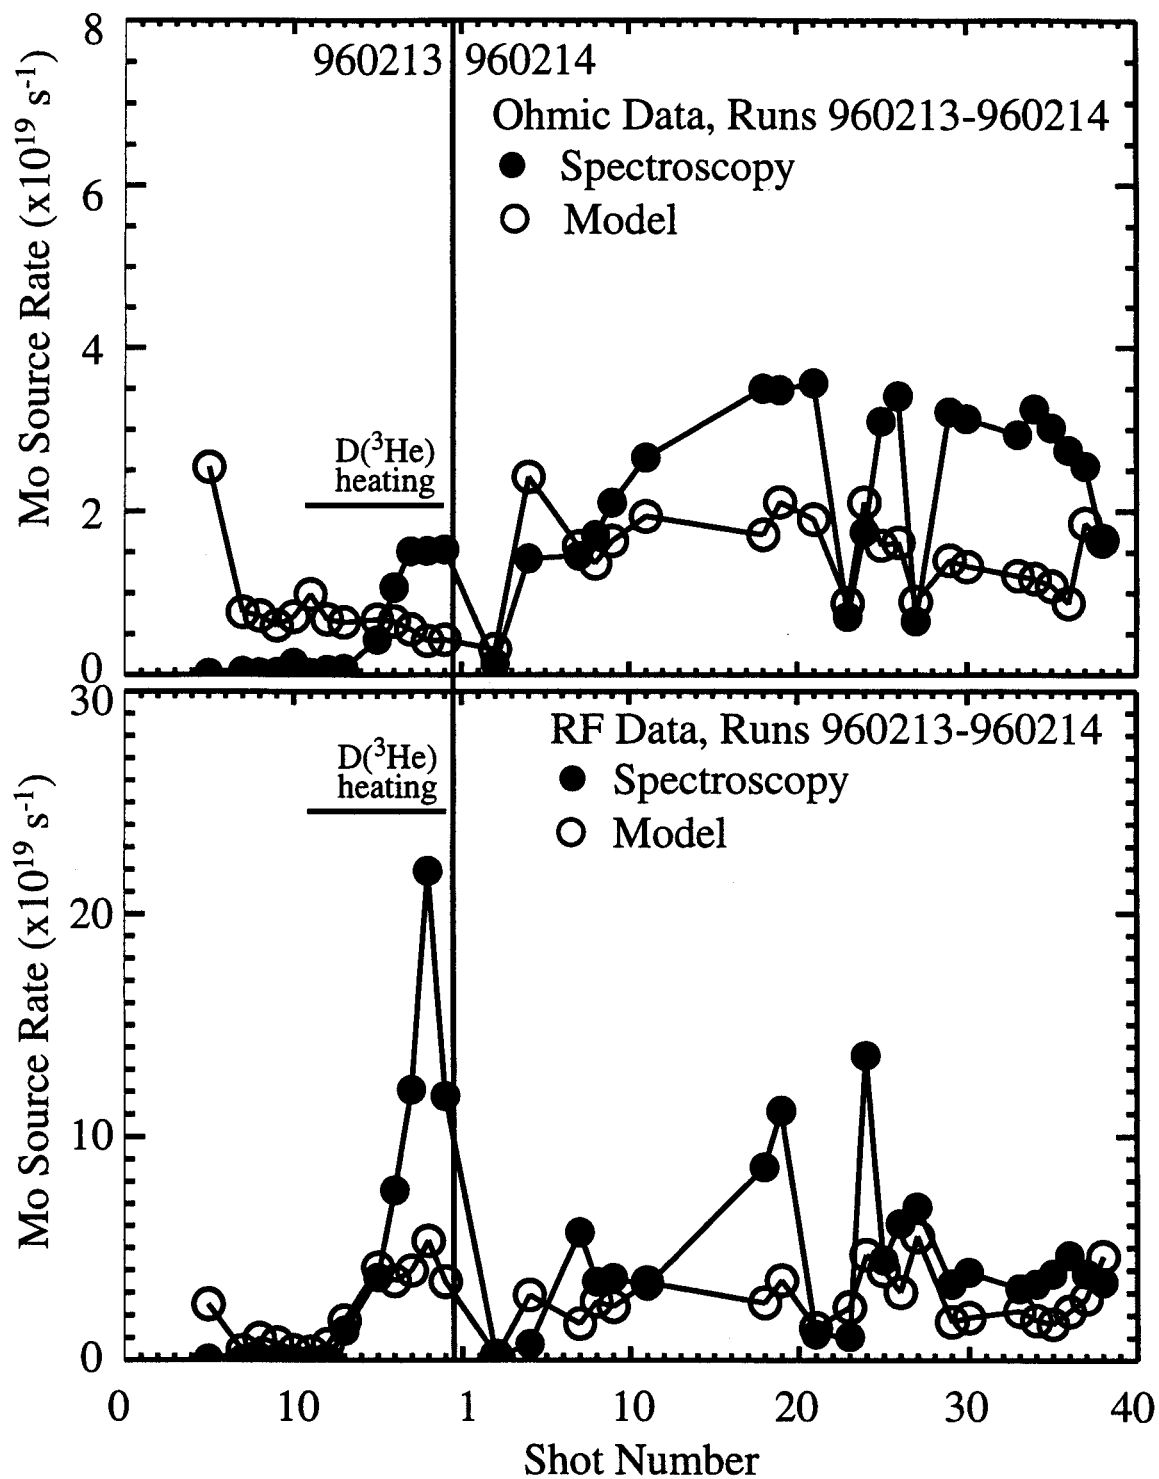 8
960213 960214
Ohmic Data, Runs 960213-960214
Spectroscopy
Model
6
4
2
0
Mo Source Rate (x10¹⁹ s⁻¹)
D(³He)
heating
30
RF Data, Runs 960213-960214
Spectroscopy
Model
D(³He)
heating
20
10
0
Mo Source Rate (x10¹⁹ s⁻¹)
0 10 1 10 20 30 40
Shot Number